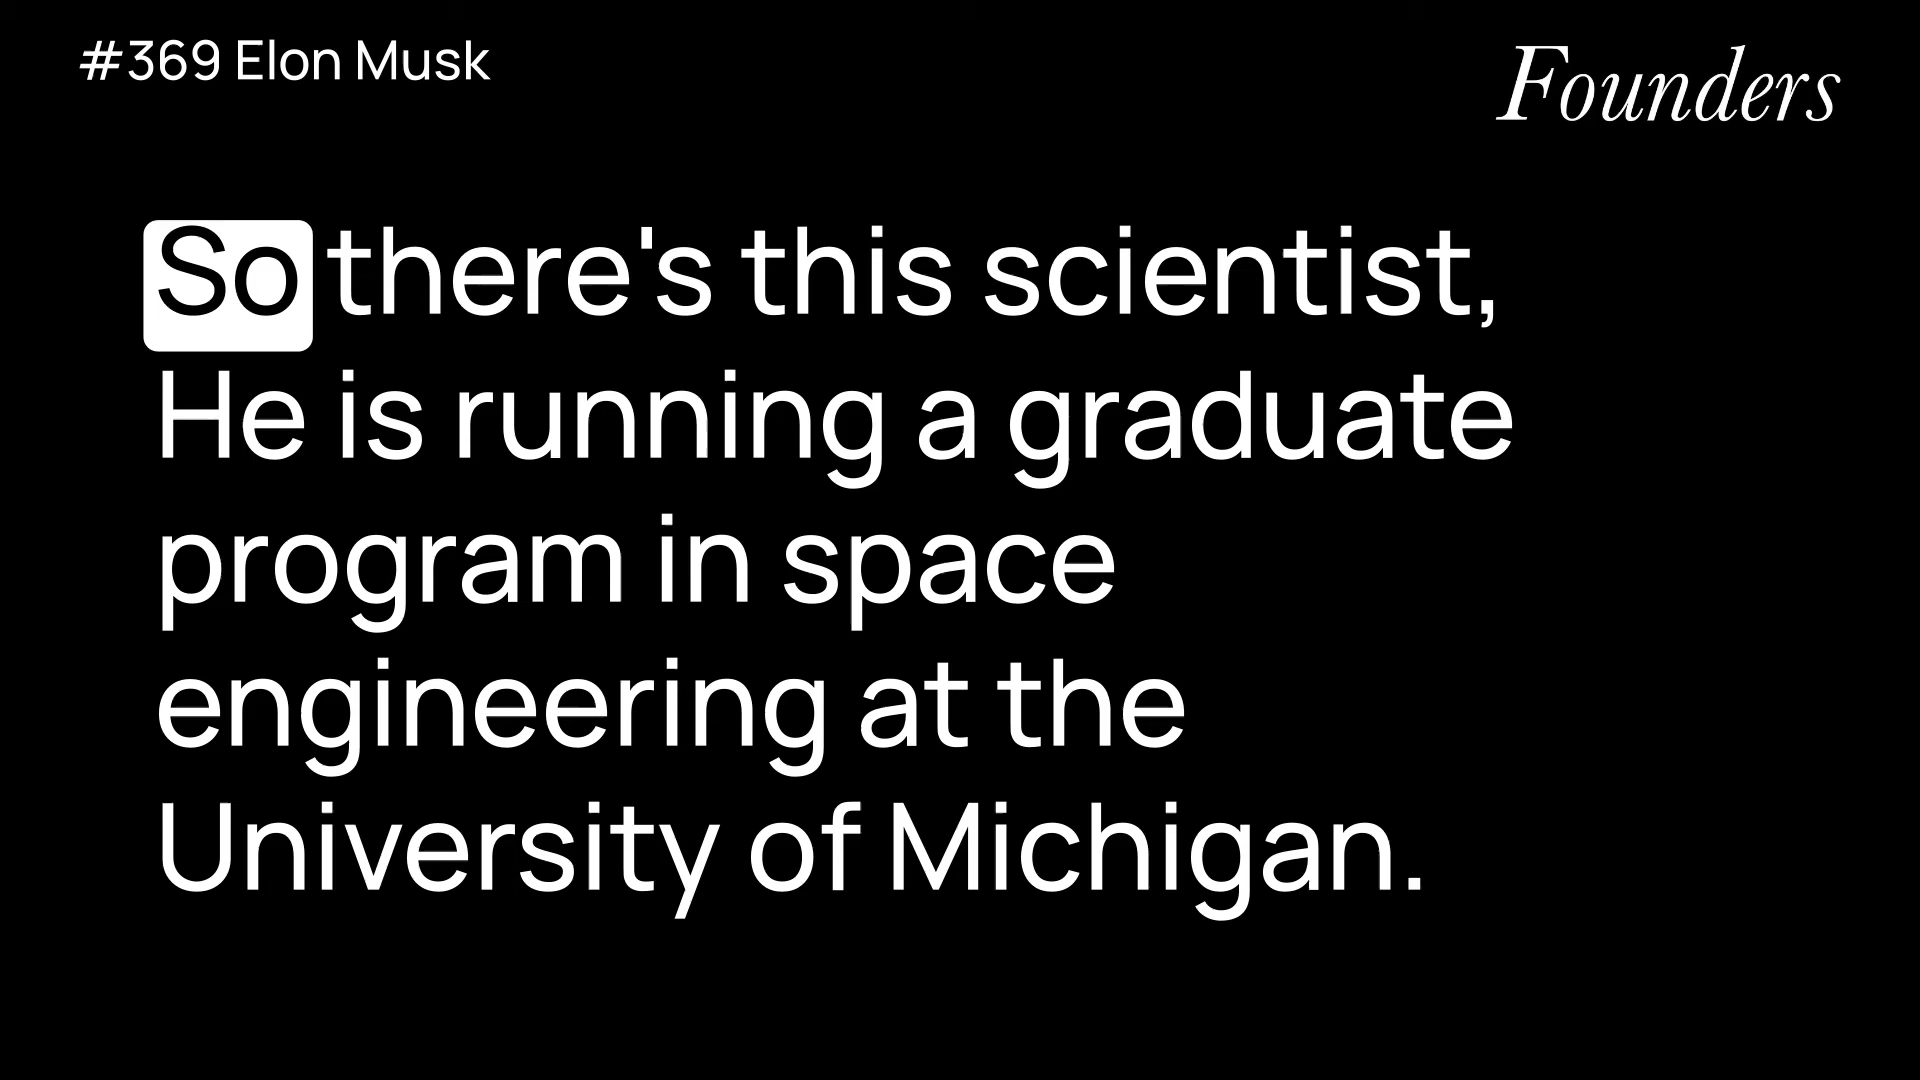 #369 Elon Musk
Founders
So there's this scientist,
He is running a graduate
program in space
engineering at the
University of Michigan.